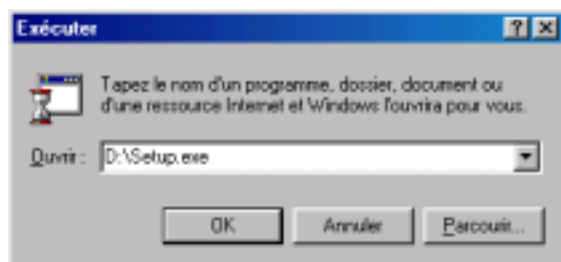 Exécuter
Tapez le nom d'un programme, dossier, document ou
d'une ressource Internet et Windows l'ouvrira pour vous.
Ouvrir : D:\Setup.exe
OK Annuler Parcourir...